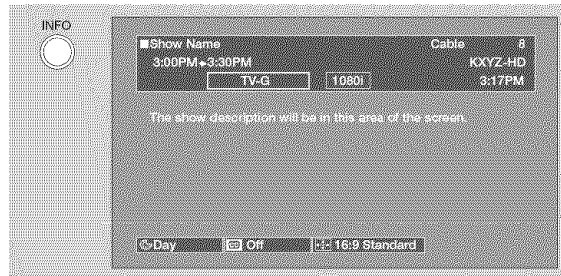 INFO
■Show Name Cable 8
3:00PM→3:30PM KXYZ-HD
TV-G 1080i 3:17PM
The show description will be in this area of the screen.
Day CC Off 16:9 Standard